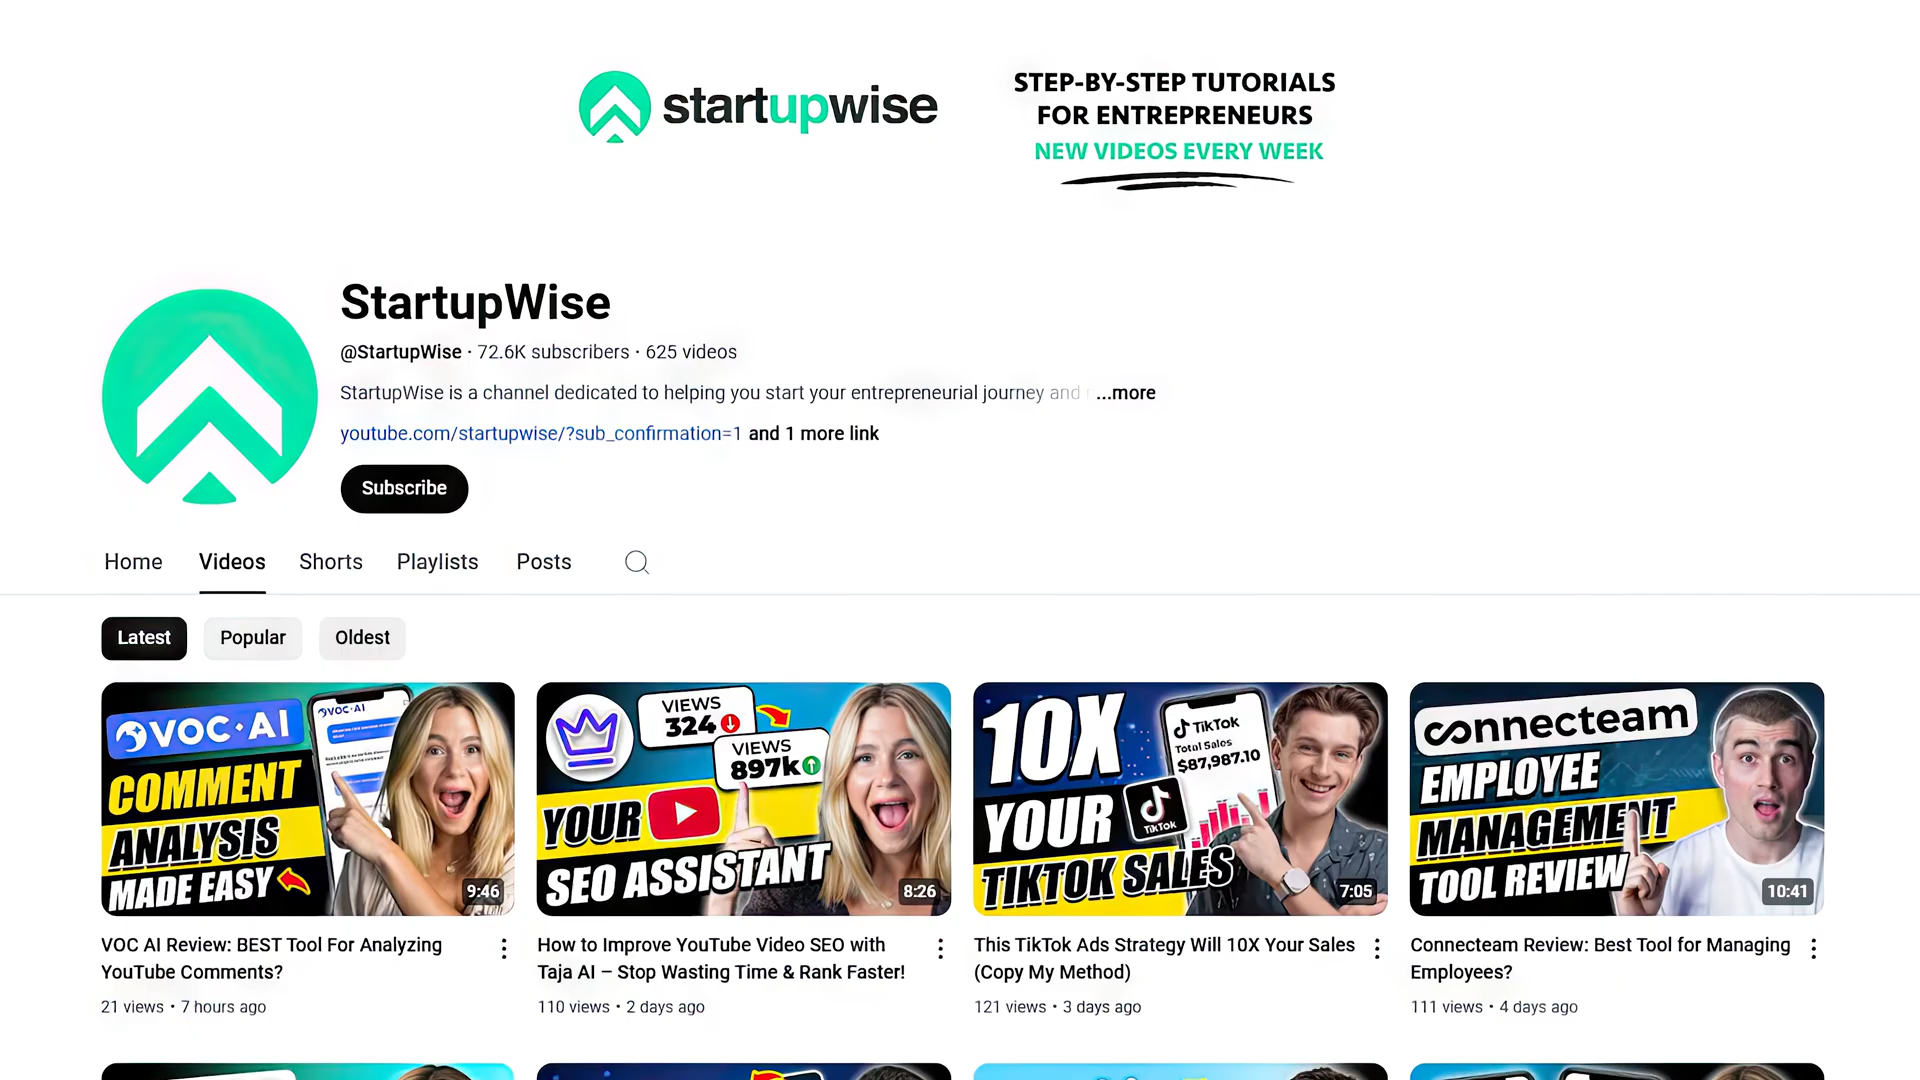 startupwise
STEP-BY-STEP TUTORIALS
FOR ENTREPRENEURS
NEW VIDEOS EVERY WEEK
StartupWise
@StartupWise · 72.6K subscribers · 625 videos
StartupWise is a channel dedicated to helping you start your entrepreneurial journey and ...more
youtube.com/startupwise/?sub_confirmation=1 and 1 more link
Subscribe
Home Videos Shorts Playlists Posts
Latest Popular Oldest
VOC·AI
COMMENT
ANALYSIS
MADE EASY
VOC·AI
9:46
VIEWS
324
VIEWS
897k
YOUR
SEO ASSISTANT
8:26
10X
YOUR
TIKTOK SALES
TikTok
Total Sales
$87,987.10
TikTok
7:05
connecteam
EMPLOYEE
MANAGEMENT
TOOL REVIEW
10:41
VOC AI Review: BEST Tool For Analyzing
YouTube Comments?
21 views • 7 hours ago
How to Improve YouTube Video SEO with
Taja AI – Stop Wasting Time & Rank Faster!
110 views • 2 days ago
This TikTok Ads Strategy Will 10X Your Sales
(Copy My Method)
121 views • 3 days ago
Connecteam Review: Best Tool for Managing
Employees?
111 views • 4 days ago